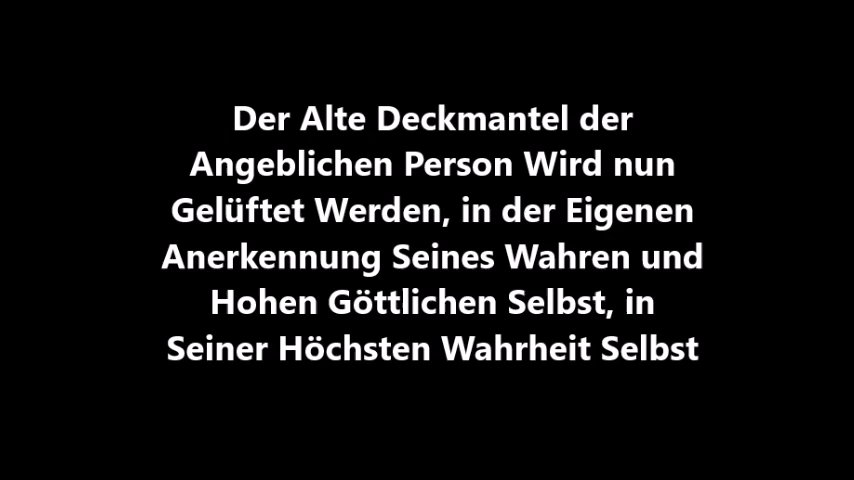 Der Alte Deckmantel der
Angeblichen Person Wird nun
Gelüftet Werden, in der Eigenen
Anerkennung Seines Wahren und
Hohen Göttlichen Selbst, in
Seiner Höchsten Wahrheit Selbst